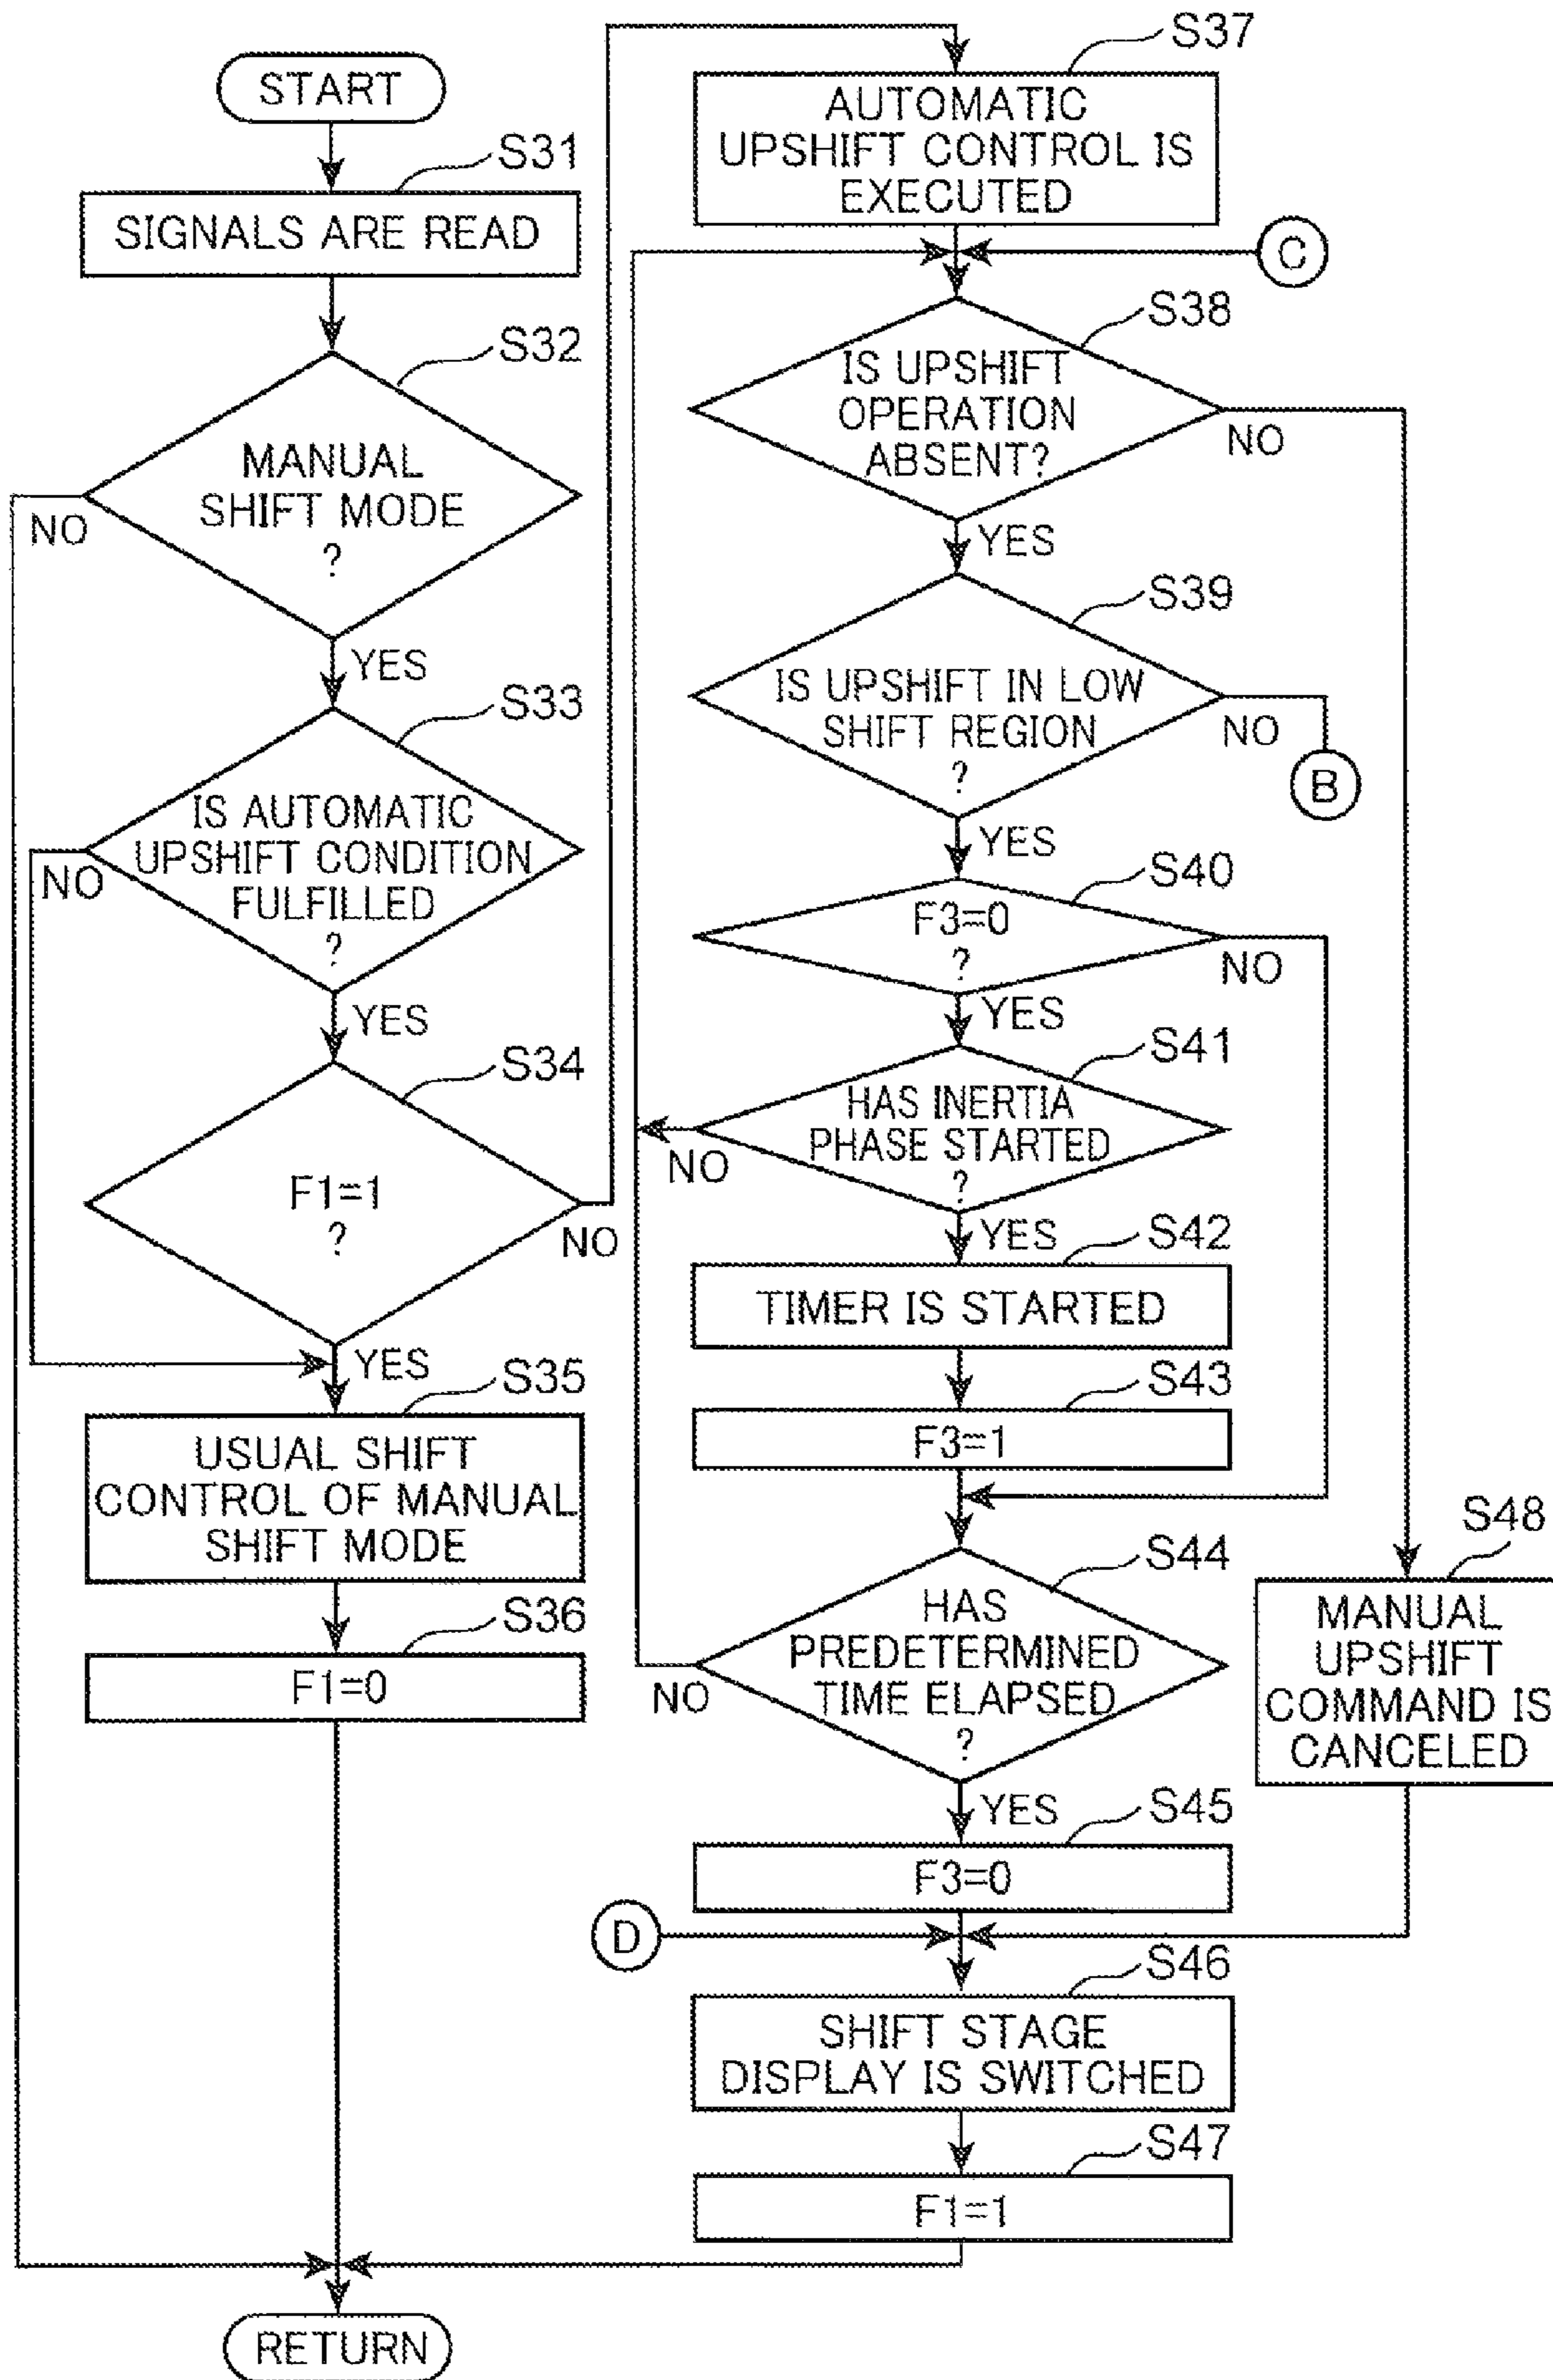 START
S31
SIGNALS ARE READ
S32
MANUAL
SHIFT MODE
?
NO
YES
S33
IS AUTOMATIC
UPSHIFT CONDITION
FULFILLED
?
NO
YES
S34
F1=1
?
NO
YES
S35
USUAL SHIFT
CONTROL OF MANUAL
SHIFT MODE
S36
F1=0
RETURN
S37
AUTOMATIC
UPSHIFT CONTROL IS
EXECUTED
C
S38
IS UPSHIFT
OPERATION
ABSENT?
NO
YES
S39
IS UPSHIFT IN LOW
SHIFT REGION
?
NO
B
YES
S40
F3=0
?
NO
YES
S41
HAS INERTIA
PHASE STARTED
?
NO
YES
S42
TIMER IS STARTED
S43
F3=1
S44
HAS
PREDETERMINED
TIME ELAPSED
?
NO
YES
S48
MANUAL
UPSHIFT
COMMAND IS
CANCELED
S45
F3=0
D
S46
SHIFT STAGE
DISPLAY IS SWITCHED
S47
F1=1